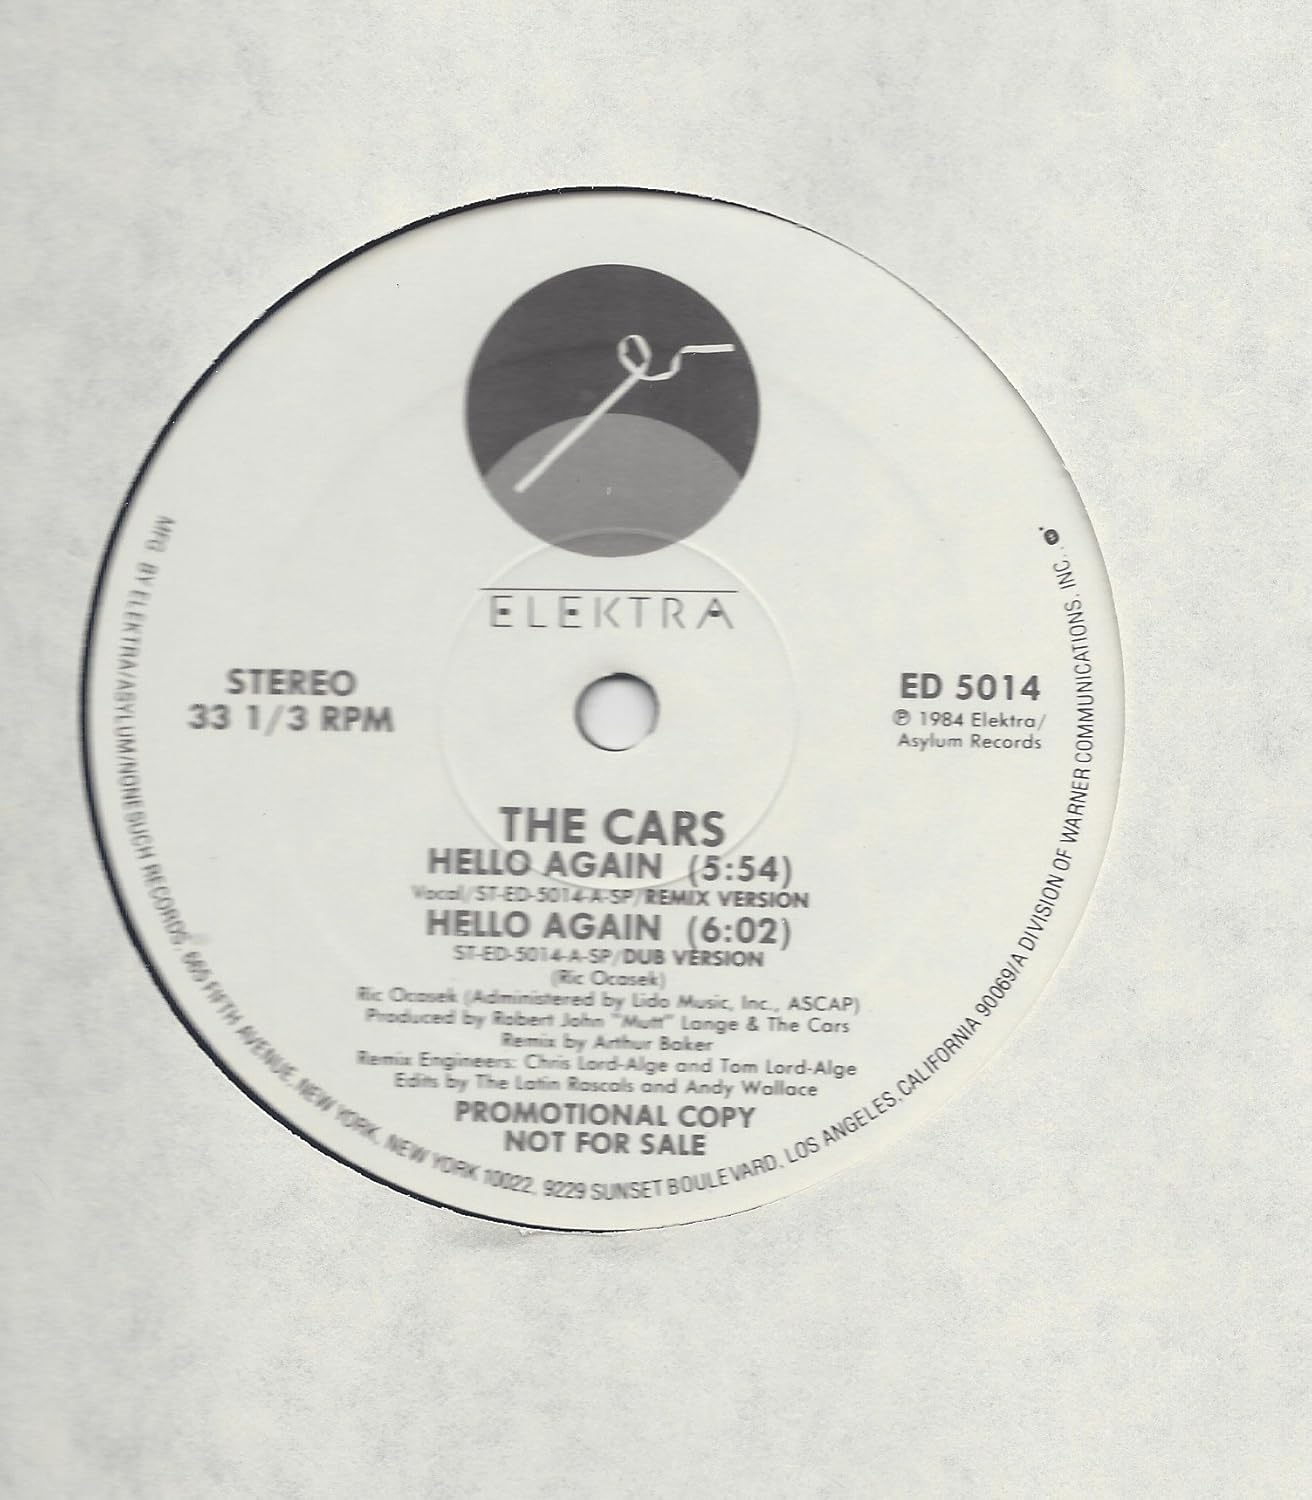 ELEKTRA
STEREO
33 1/3 RPM
ED 5014
℗ 1984 Elektra/
Asylum Records
THE CARS
HELLO AGAIN (5:54)
Vocal/ST-ED-5014-A-SP/REMIX VERSION
HELLO AGAIN (6:02)
ST-ED-5014-A-SP/DUB VERSION
(Ric Ocasek)
Ric Ocasek (Administered by Lido Music, Inc., ASCAP)
Produced by Robert John "Mutt" Lange & The Cars
Remix by Arthur Baker
Remix Engineers: Chris Lord-Alge and Tom Lord-Alge
Edits by The Latin Rascals and Andy Wallace
PROMOTIONAL COPY
NOT FOR SALE
MFG. BY ELEKTRA/ASYLUM/NONESUCH RECORDS, 665 FIFTH AVENUE, NEW YORK, NEW YORK 10022, 9229 SUNSET BOULEVARD, LOS ANGELES, CALIFORNIA 90069/A DIVISION OF WARNER COMMUNICATIONS, INC.